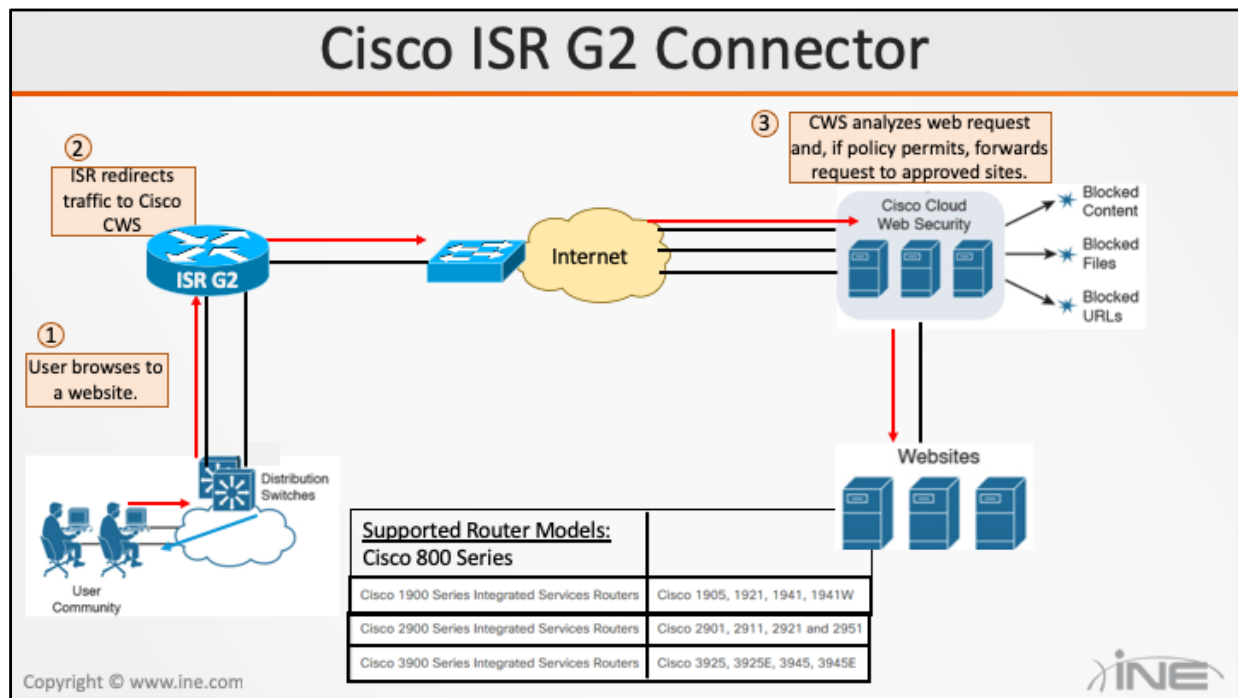 Cisco ISR G2 Connector
3
CWS analyzes web request
and, if policy permits, forwards
request to approved sites.
2
ISR redirects
traffic to Cisco
CWS
Cisco Cloud
Web Security
Blocked
Content
Blocked
Files
Blocked
URLs
Internet
ISR G2
1
User browses to
a website.
Distribution
Switches
User
Community
Websites
Supported Router Models:
Cisco 800 Series
Cisco 1900 Series Integrated Services Routers Cisco 1905, 1921, 1941, 1941W
Cisco 2900 Series Integrated Services Routers Cisco 2901, 2911, 2921 and 2951
Cisco 3900 Series Integrated Services Routers Cisco 3925, 3925E, 3945, 3945E
Copyright © www.ine.com
iNE